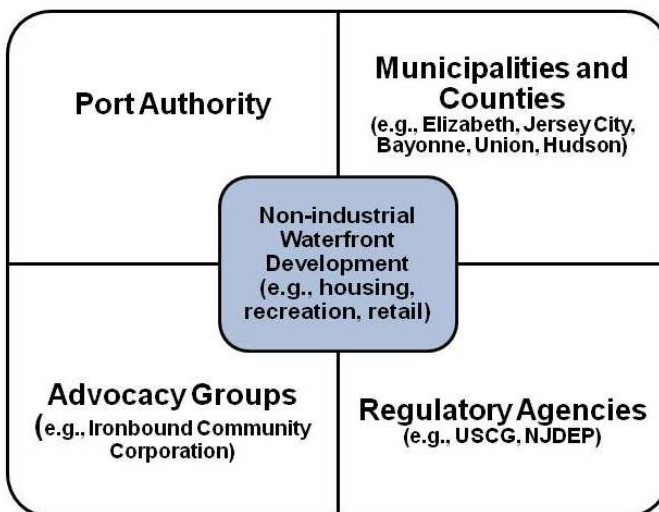 Port Authority
Municipalities and
Counties
(e.g., Elizabeth, Jersey City,
Bayonne, Union, Hudson)
Non-industrial
Waterfront
Development
(e.g., housing,
recreation, retail)
Advocacy Groups
(e.g., Ironbound Community
Corporation)
Regulatory Agencies
(e.g., USCG, NJDEP)